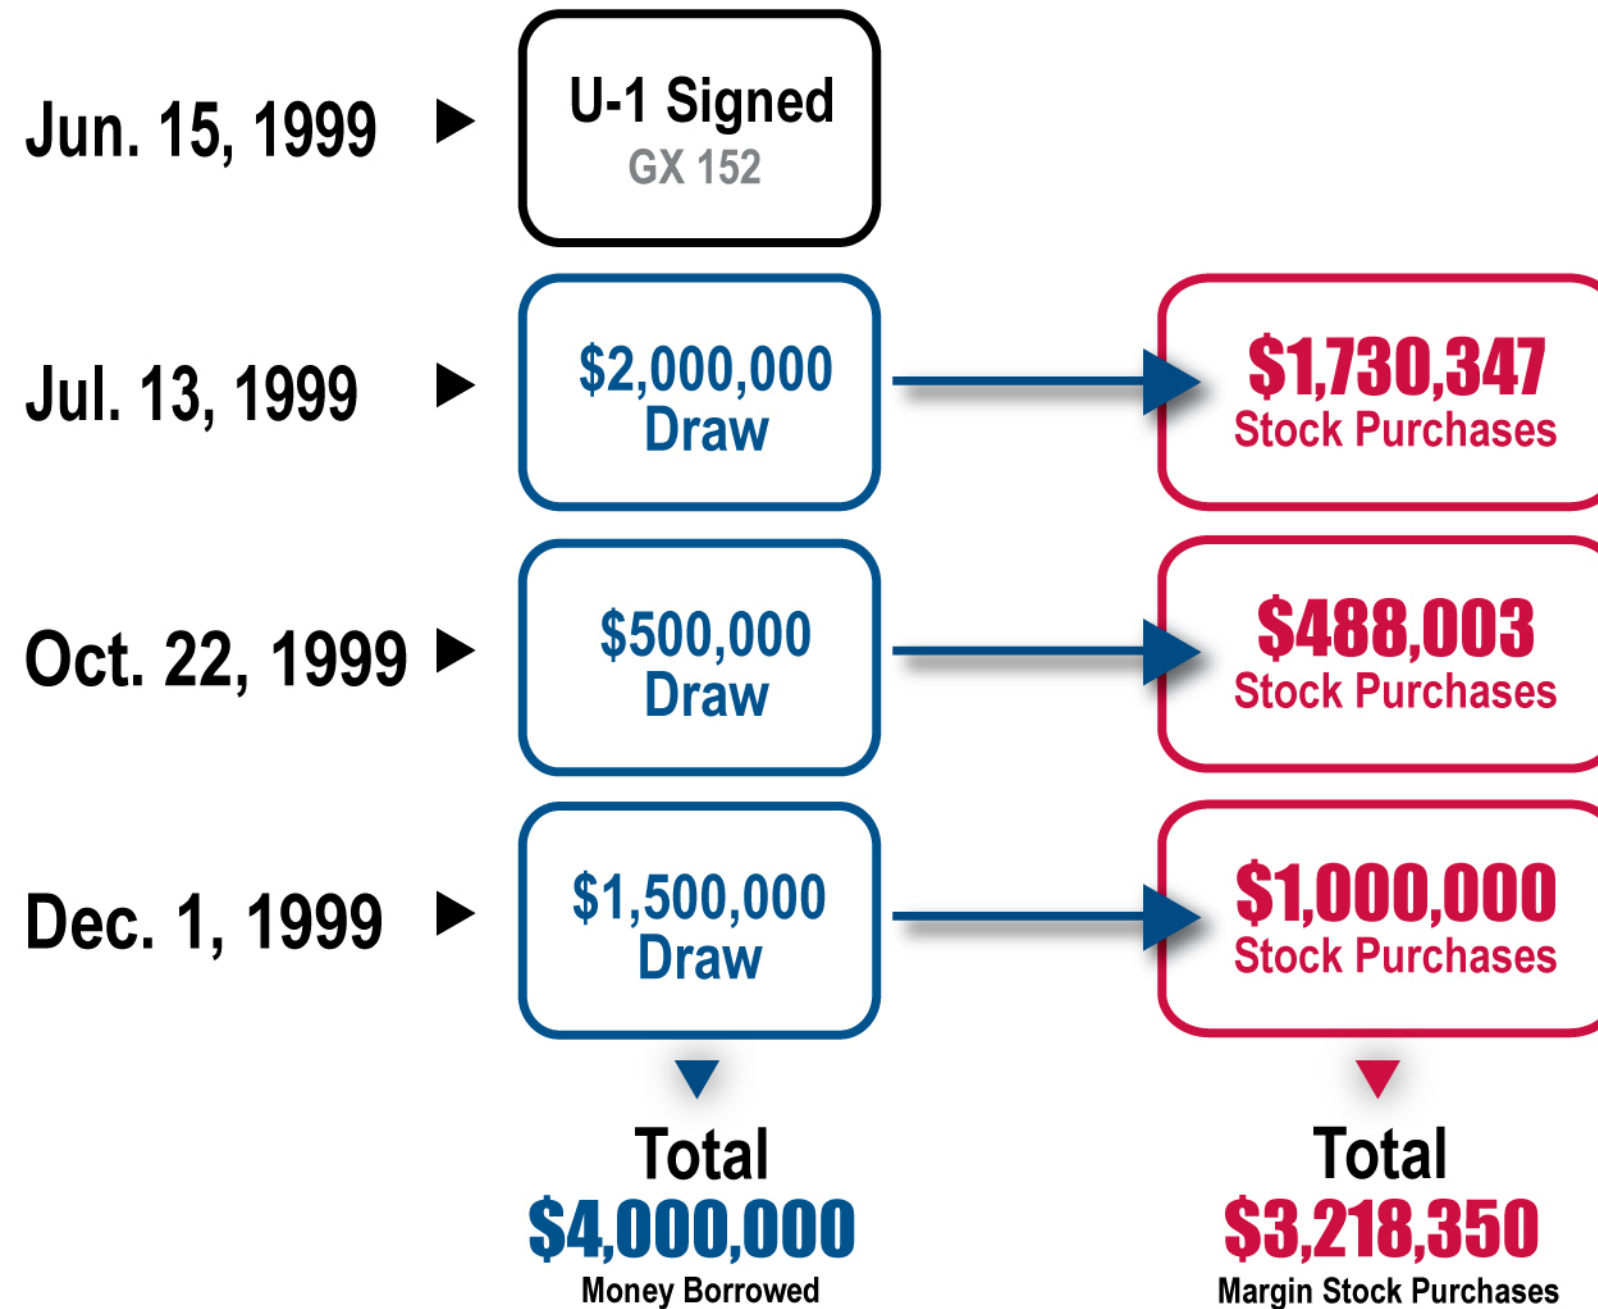 Jun. 15, 1999
U-1 Signed
GX 152
Jul. 13, 1999
$2,000,000
Draw
$1,730,347
Stock Purchases
Oct. 22, 1999
$500,000
Draw
$488,003
Stock Purchases
Dec. 1, 1999
$1,500,000
Draw
$1,000,000
Stock Purchases
Total
$4,000,000
Money Borrowed
Total
$3,218,350
Margin Stock Purchases